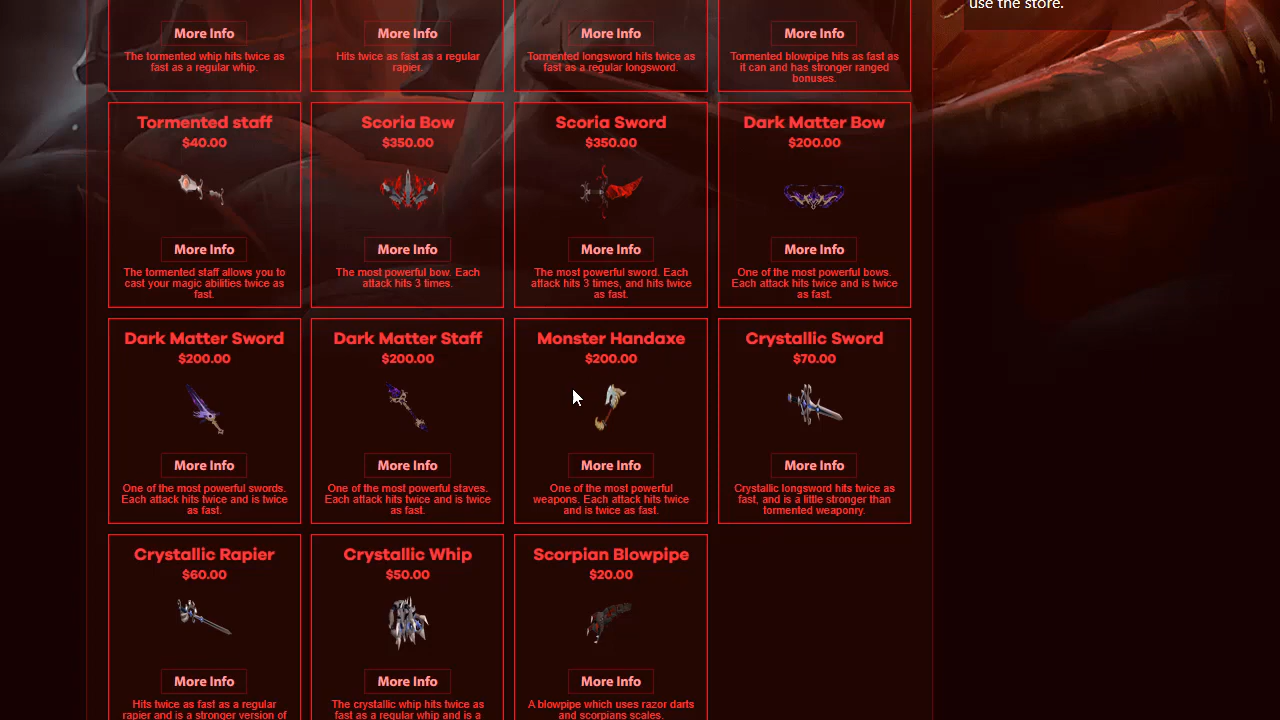 use the store.
More Info
The tormented whip hits twice as
fast as a regular whip.
More Info
Hits twice as fast as a regular
rapier.
More Info
Tormented longsword hits twice as
fast as a regular longsword.
More Info
Tormented blowpipe hits as fast as
it can and has stronger ranged
bonuses.
Tormented staff
$40.00
More Info
The tormented staff allows you to
cast your magic abilities twice as
fast.
Scoria Bow
$350.00
More Info
The most powerful bow. Each
attack hits 3 times.
Scoria Sword
$350.00
More Info
The most powerful sword. Each
attack hits 3 times, and hits twice
as fast.
Dark Matter Bow
$200.00
More Info
One of the most powerful bows.
Each attack hits twice and is twice
as fast.
Dark Matter Sword
$200.00
More Info
One of the most powerful swords.
Each attack hits twice and is twice
as fast.
Dark Matter Staff
$200.00
More Info
One of the most powerful staves.
Each attack hits twice and is twice
as fast.
Monster Handaxe
$200.00
More Info
One of the most powerful
weapons. Each attack hits twice
and is twice as fast.
Crystallic Sword
$70.00
More Info
Crystallic longsword hits twice as
fast, and is a little stronger than
tormented weaponry.
Crystallic Rapier
$60.00
More Info
Hits twice as fast as a regular
rapier and is a stronger version of
Crystallic Whip
$50.00
More Info
The crystallic whip hits twice as
fast as a regular whip and is a
Scorpian Blowpipe
$20.00
More Info
A blowpipe which uses razor darts
and scorpians scales.